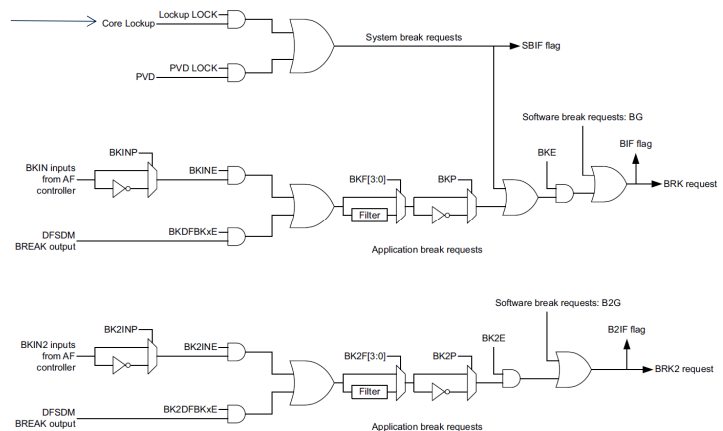 Lockup LOCK
Core Lockup
System break requests
SBIF flag
PVD LOCK
PVD
Software break requests: BG
BIF flag
BKINP
BKIN inputs
from AF
controller
BKINE
BKF[3:0]
BKP
BKE
BRK request
Filter
DFSDM
BREAK output
BKDFBKxE
Application break requests
Software break requests: B2G
B2IF flag
BK2INP
BKIN2 inputs
from AF
controller
BK2INE
BK2F[3:0]
BK2P
BK2E
BRK2 request
Filter
DFSDM
BREAK output
BK2DFBKxE
Application break requests